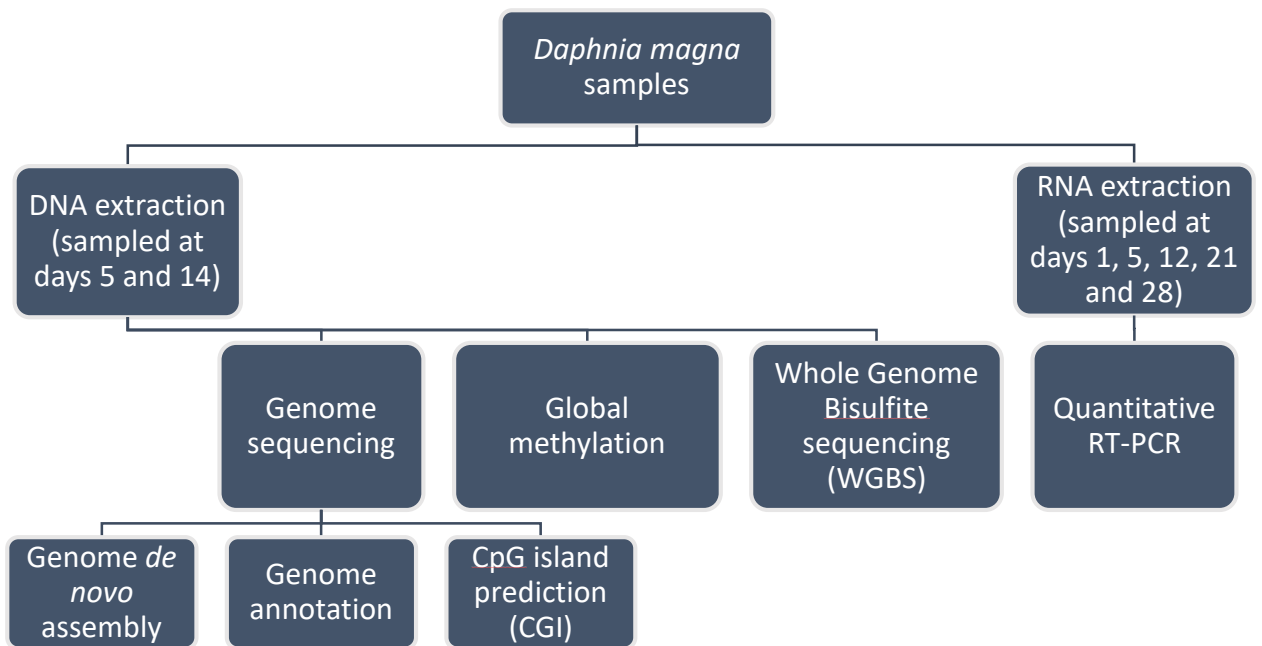 Daphnia magna
samples
DNA extraction
(sampled at
days 5 and 14)
RNA extraction
(sampled at
days 1, 5, 12, 21
and 28)
Genome
sequencing
Global
methylation
Whole Genome
Bisulfite
sequencing
(WGBS)
Quantitative
RT-PCR
Genome de
novo
assembly
Genome
annotation
CpG island
prediction
(CGI)